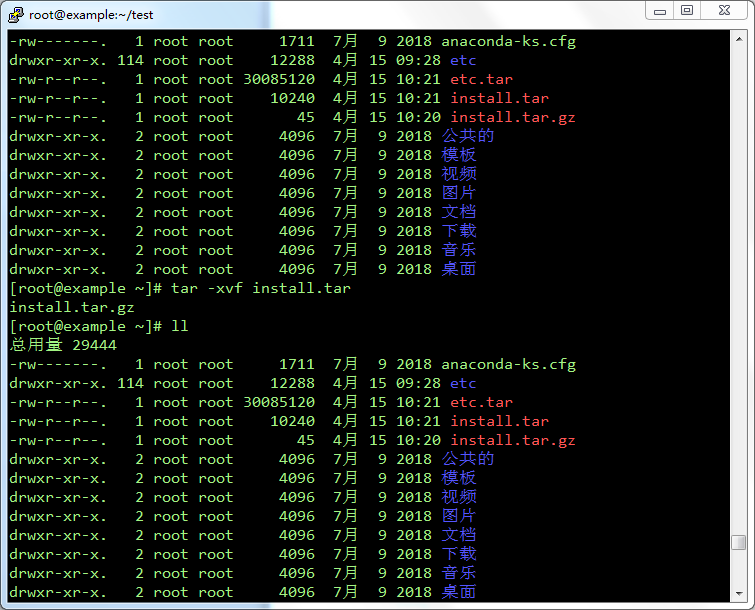 root@example:~/test
-rw-------.   1 root root     1711  7月  9 2018 anaconda-ks.cfg
drwxr-xr-x. 114 root root    12288  4月 15 09:28 etc
-rw-r--r--.   1 root root 30085120  4月 15 10:21 etc.tar
-rw-r--r--.   1 root root    10240  4月 15 10:21 install.tar
-rw-r--r--.   1 root root       45  4月 15 10:20 install.tar.gz
drwxr-xr-x.   2 root root     4096  7月  9 2018 公共的
drwxr-xr-x.   2 root root     4096  7月  9 2018 模板
drwxr-xr-x.   2 root root     4096  7月  9 2018 视频
drwxr-xr-x.   2 root root     4096  7月  9 2018 图片
drwxr-xr-x.   2 root root     4096  7月  9 2018 文档
drwxr-xr-x.   2 root root     4096  7月  9 2018 下载
drwxr-xr-x.   2 root root     4096  7月  9 2018 音乐
drwxr-xr-x.   2 root root     4096  7月  9 2018 桌面
[root@example ~]# tar -xvf install.tar
install.tar.gz
[root@example ~]# ll
总用量 29444
-rw-------.   1 root root     1711  7月  9 2018 anaconda-ks.cfg
drwxr-xr-x. 114 root root    12288  4月 15 09:28 etc
-rw-r--r--.   1 root root 30085120  4月 15 10:21 etc.tar
-rw-r--r--.   1 root root    10240  4月 15 10:21 install.tar
-rw-r--r--.   1 root root       45  4月 15 10:20 install.tar.gz
drwxr-xr-x.   2 root root     4096  7月  9 2018 公共的
drwxr-xr-x.   2 root root     4096  7月  9 2018 模板
drwxr-xr-x.   2 root root     4096  7月  9 2018 视频
drwxr-xr-x.   2 root root     4096  7月  9 2018 图片
drwxr-xr-x.   2 root root     4096  7月  9 2018 文档
drwxr-xr-x.   2 root root     4096  7月  9 2018 下载
drwxr-xr-x.   2 root root     4096  7月  9 2018 音乐
drwxr-xr-x.   2 root root     4096  7月  9 2018 桌面